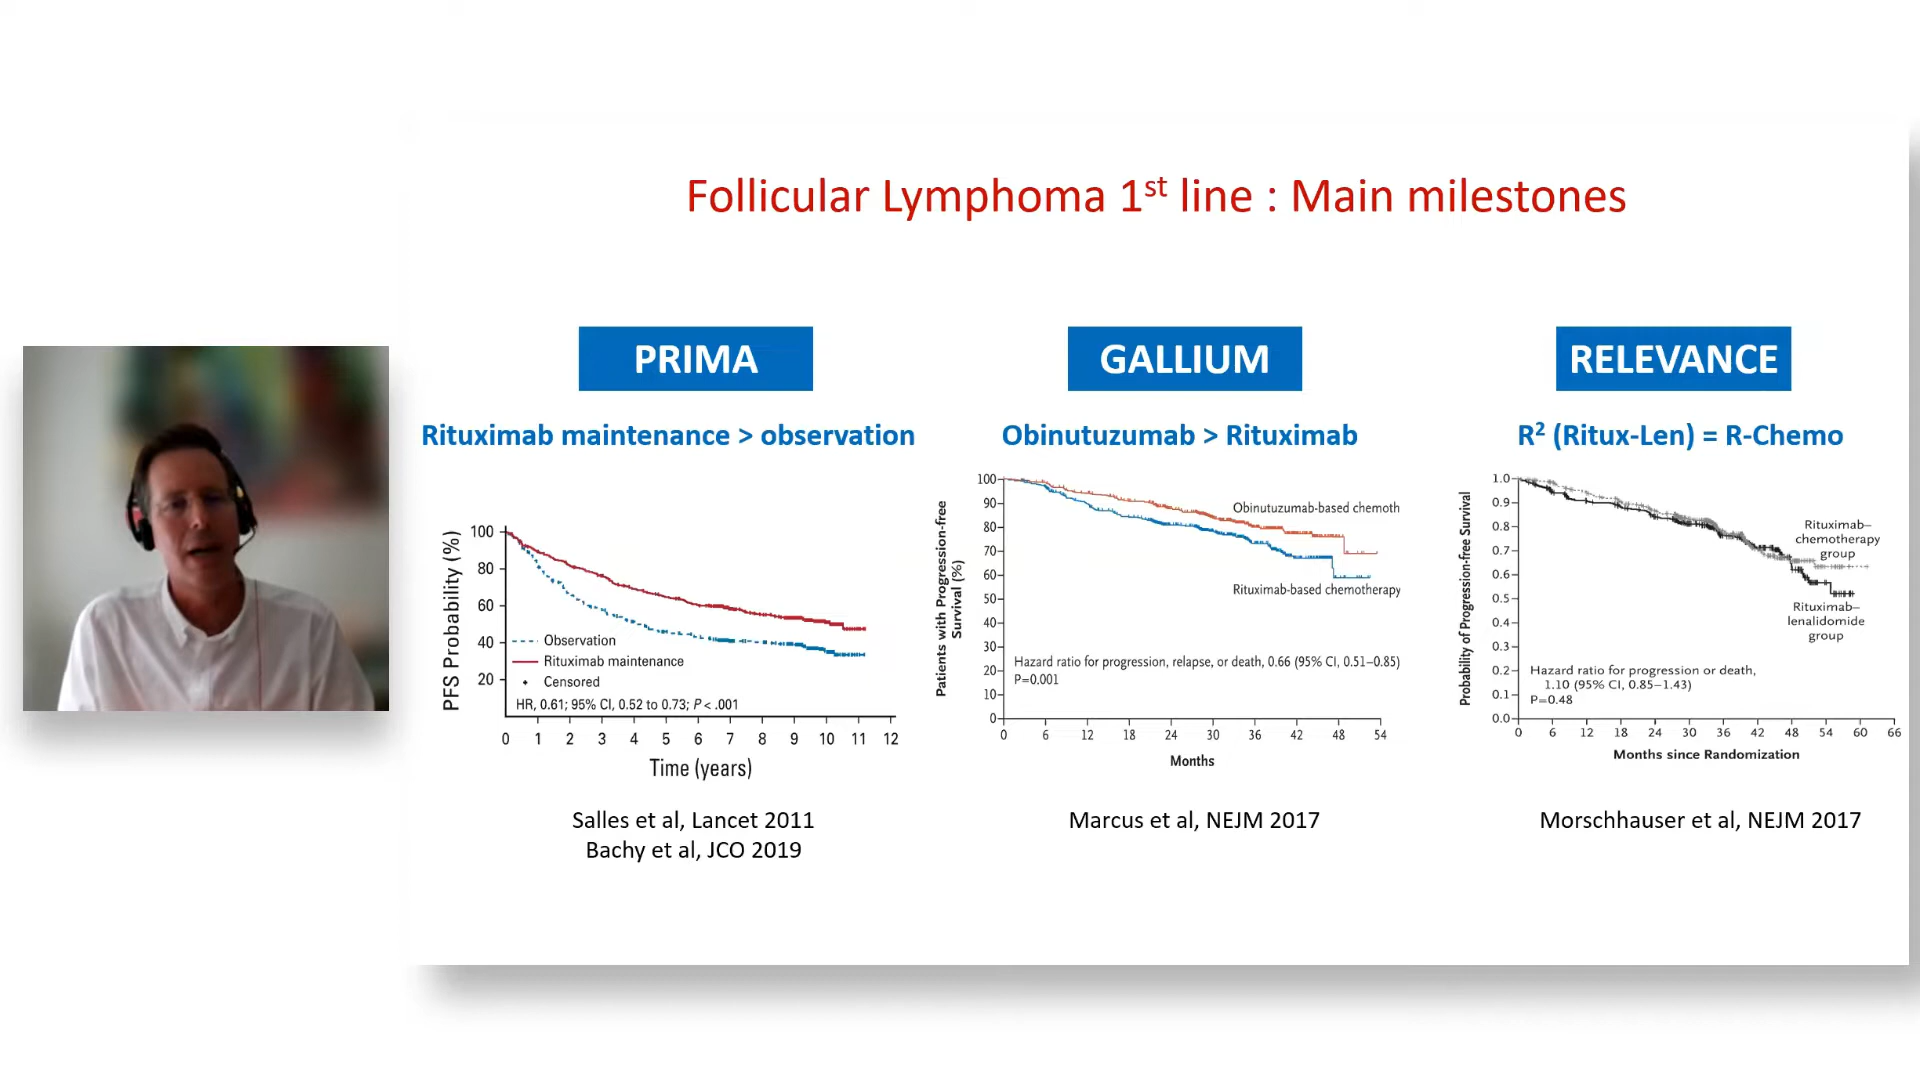 Follicular Lymphoma 1st line : Main milestones
PRIMA
Rituximab maintenance > observation
PFS Probability (%)
100
80
60
40
20
Observation
Rituximab maintenance
Censored
HR, 0.61; 95% CI, 0.52 to 0.73; P < .001
0 1 2 3 4 5 6 7 8 9 10 11 12
Time (years)
Salles et al, Lancet 2011
Bachy et al, JCO 2019
GALLIUM
Obinutuzumab > Rituximab
Patients with Progression-free
Survival (%)
100
90
80
70
60
50
40
30
20
10
0
Obinutuzumab-based chemoth
Rituximab-based chemotherapy
Hazard ratio for progression, relapse, or death, 0.66 (95% CI, 0.51–0.85)
P=0.001
0 6 12 18 24 30 36 42 48 54
Months
Marcus et al, NEJM 2017
RELEVANCE
R2 (Ritux-Len) = R-Chemo
Probability of Progression-free Survival
1.0
0.9
0.8
0.7
0.6
0.5
0.4
0.3
0.2
0.1
0.0
Rituximab–
chemotherapy
group
Rituximab–
lenalidomide
group
Hazard ratio for progression or death,
1.10 (95% CI, 0.85–1.43)
P=0.48
0 6 12 18 24 30 36 42 48 54 60 66
Months since Randomization
Morschhauser et al, NEJM 2017